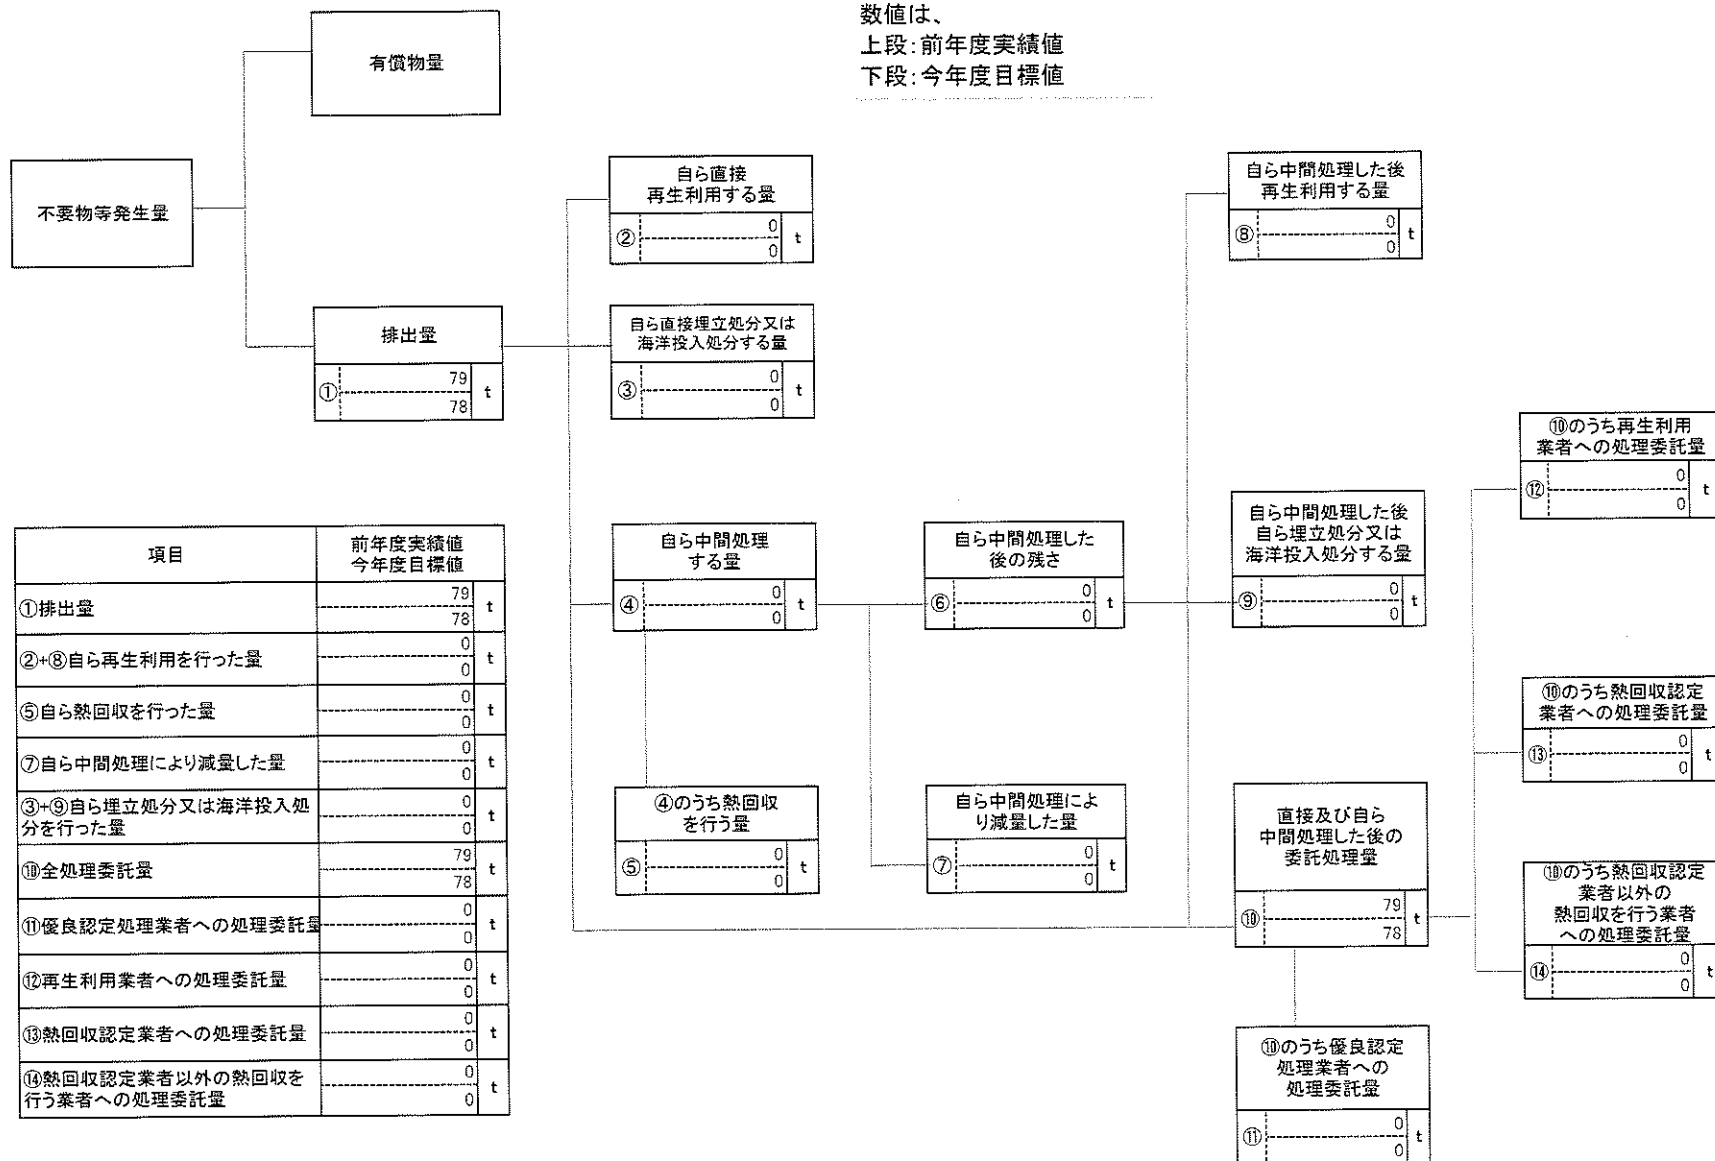 数値は、
上段:前年度実績値
下段:今年度目標値
有償物量
不要物等発生量
排出量
①
79
78
t
自ら直接
再生利用する量
②
0
0
t
自ら直接埋立処分又は
海洋投入処分する量
③
0
0
t
自ら中間処理
する量
④
0
0
t
④のうち熱回収
を行う量
⑤
0
0
t
自ら中間処理した
後の残さ
⑥
0
0
t
自ら中間処理によ
り減量した量
⑦
0
0
t
自ら中間処理した後
再生利用する量
⑧
0
0
t
自ら中間処理した後
自ら埋立処分又は
海洋投入処分する量
⑨
0
0
t
直接及び自ら
中間処理した後の
委託処理量
⑩
79
78
t
⑩のうち優良認定
処理業者への
処理委託量
⑪
0
0
t
⑩のうち再生利用
業者への処理委託量
⑫
0
0
t
⑩のうち熱回収認定
業者への処理委託量
⑬
0
0
t
⑩のうち熱回収認定
業者以外の
熱回収を行う業者
への処理委託量
⑭
0
0
t
項目
前年度実績値
今年度目標値
①排出量
79
78
t
②+⑧自ら再生利用を行った量
0
0
t
⑤自ら熱回収を行った量
0
0
t
⑦自ら中間処理により減量した量
0
0
t
③+⑨自ら埋立処分又は海洋投入処
分を行った量
0
0
t
⑩全処理委託量
79
78
t
⑪優良認定処理業者への処理委託量
0
0
t
⑫再生利用業者への処理委託量
0
0
t
⑬熱回収認定業者への処理委託量
0
0
t
⑭熱回収認定業者以外の熱回収を
行う業者への処理委託量
0
0
t